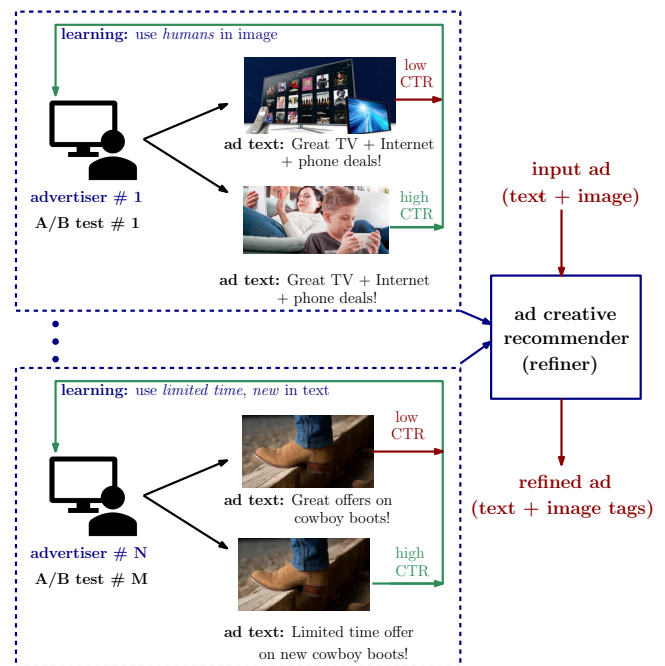 learning: use humans in image
low
CTR
ad text: Great TV + Internet
+ phone deals!
advertiser # 1
A/B test # 1
high
CTR
ad text: Great TV + Internet
+ phone deals!
learning: use limited time, new in text
low
CTR
ad text: Great offers on
cowboy boots!
advertiser # N
A/B test # M
high
CTR
ad text: Limited time offer
on new cowboy boots!
input ad
(text + image)
ad creative
recommender
(refiner)
refined ad
(text + image tags)